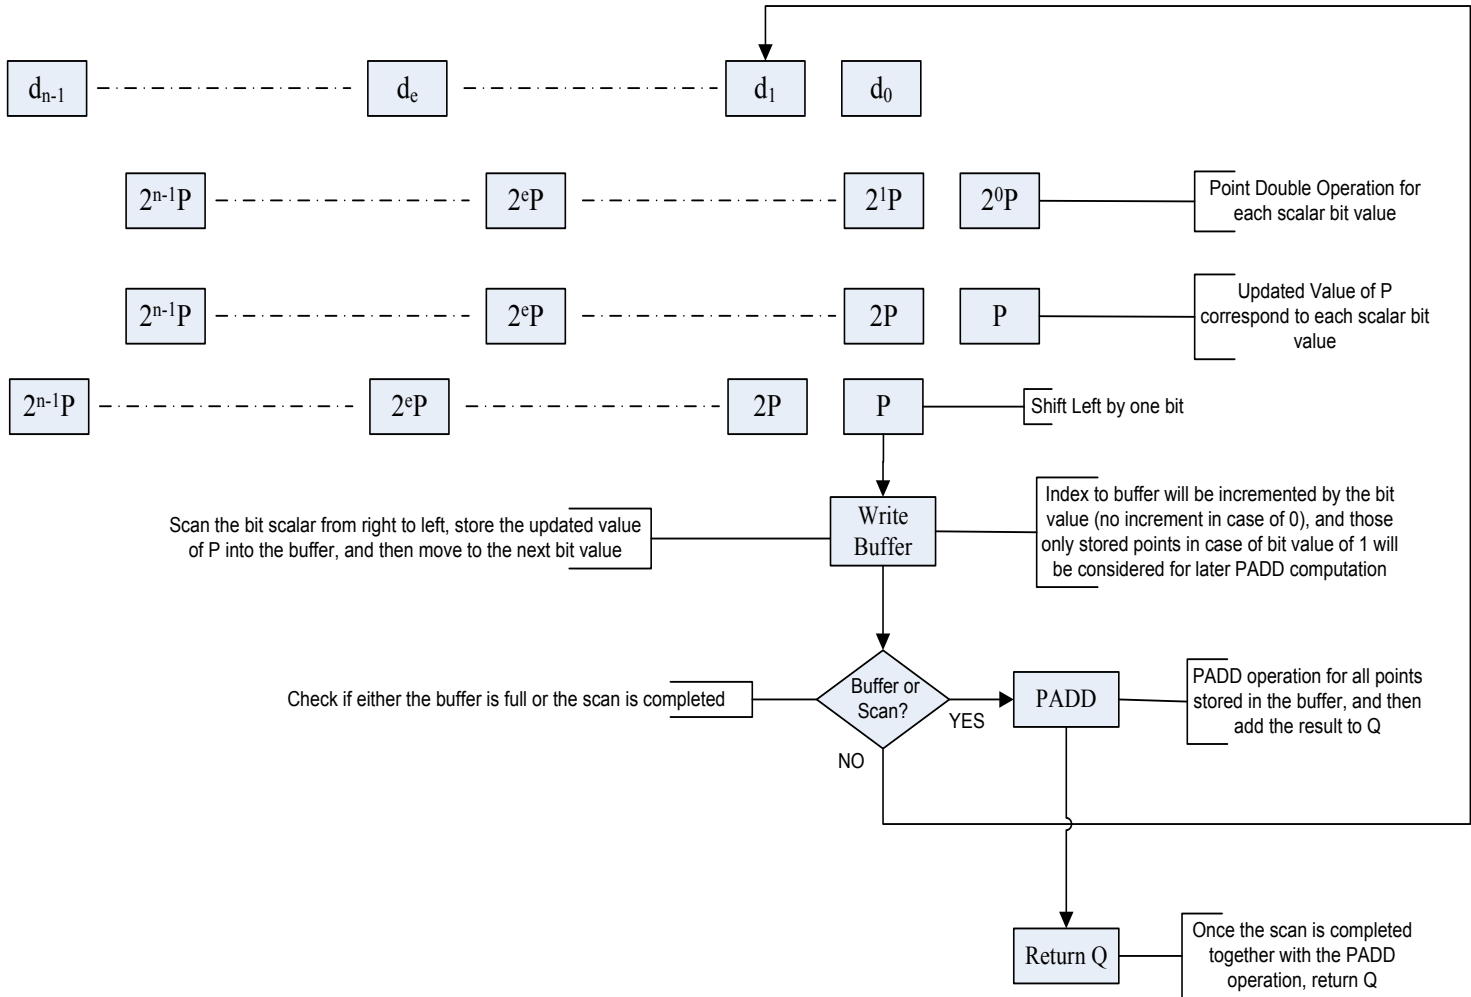 dₙ₋₁ dₑ d₁ d₀
2ⁿ⁻¹P 2ᵉP 2¹P 2⁰P
Point Double Operation for
each scalar bit value
2ⁿ⁻¹P 2ᵉP 2P P
Updated Value of P
correspond to each scalar bit
value
2ⁿ⁻¹P 2ᵉP 2P P
Shift Left by one bit
Scan the bit scalar from right to left, store the updated value
of P into the buffer, and then move to the next bit value
Write
Buffer
Index to buffer will be incremented by the bit
value (no increment in case of 0), and those
only stored points in case of bit value of 1 will
be considered for later PADD computation
Check if either the buffer is full or the scan is completed
Buffer or
Scan?
YES
NO
PADD
PADD operation for all points
stored in the buffer, and then
add the result to Q
Return Q
Once the scan is completed
together with the PADD
operation, return Q